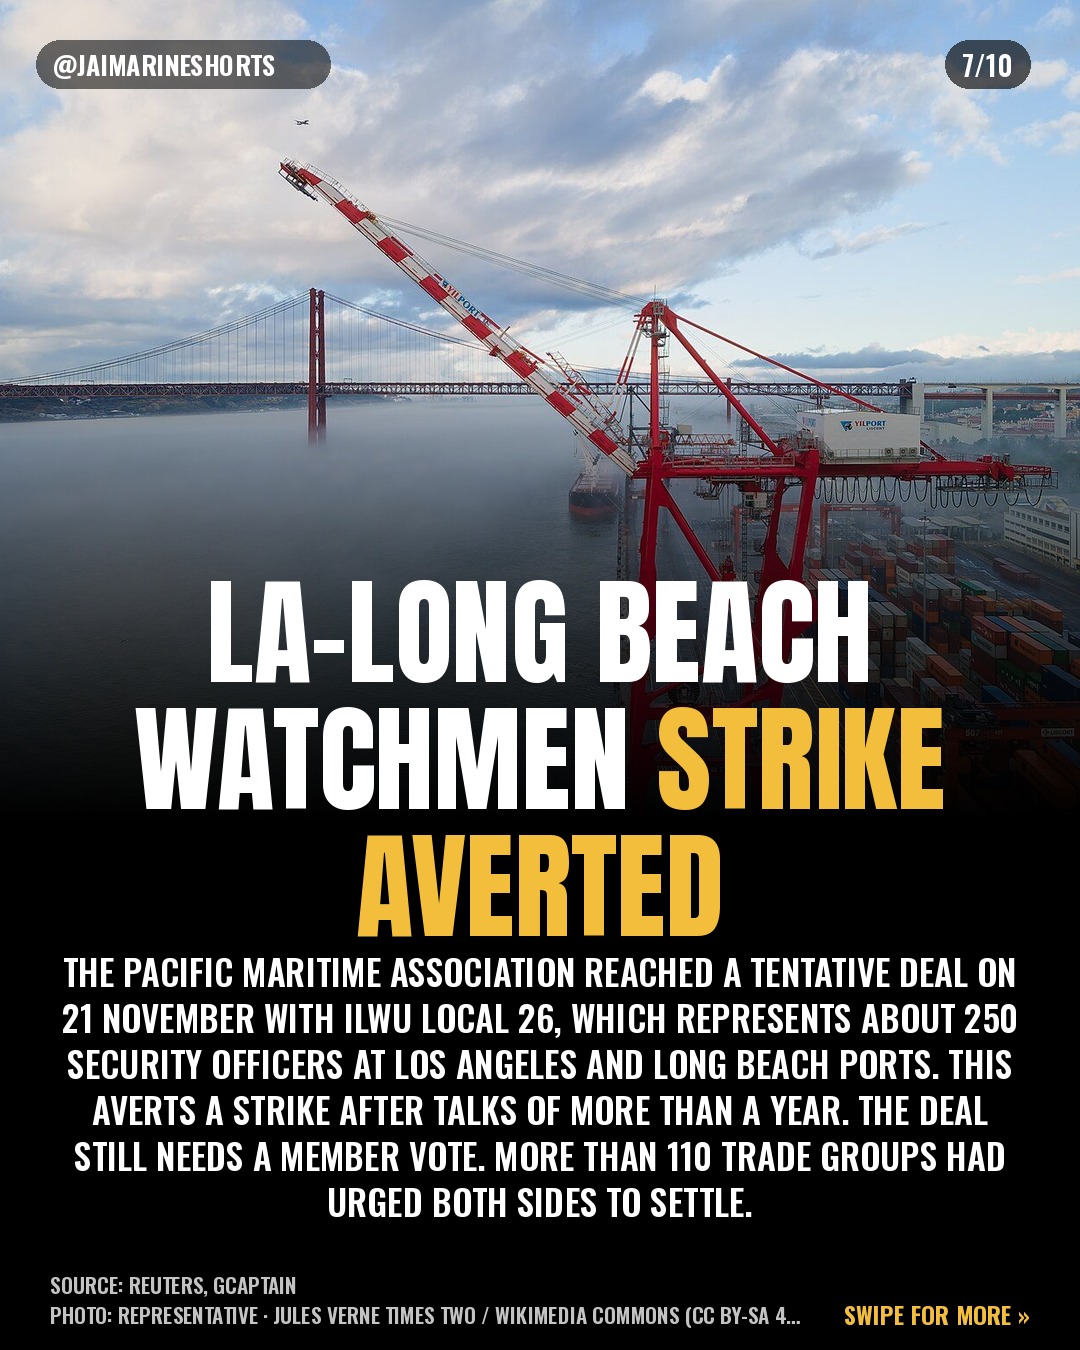 @JAIMARINESHORTS
7/10
YILPORT
YILPORT
LISCONT
LA-LONG BEACH
WATCHMEN STRIKE
AVERTED
THE PACIFIC MARITIME ASSOCIATION REACHED A TENTATIVE DEAL ON
21 NOVEMBER WITH ILWU LOCAL 26, WHICH REPRESENTS ABOUT 250
SECURITY OFFICERS AT LOS ANGELES AND LONG BEACH PORTS. THIS
AVERTS A STRIKE AFTER TALKS OF MORE THAN A YEAR. THE DEAL
STILL NEEDS A MEMBER VOTE. MORE THAN 110 TRADE GROUPS HAD
URGED BOTH SIDES TO SETTLE.
SOURCE: REUTERS, GCAPTAIN
PHOTO: REPRESENTATIVE · JULES VERNE TIMES TWO / WIKIMEDIA COMMONS (CC BY-SA 4...
SWIPE FOR MORE »